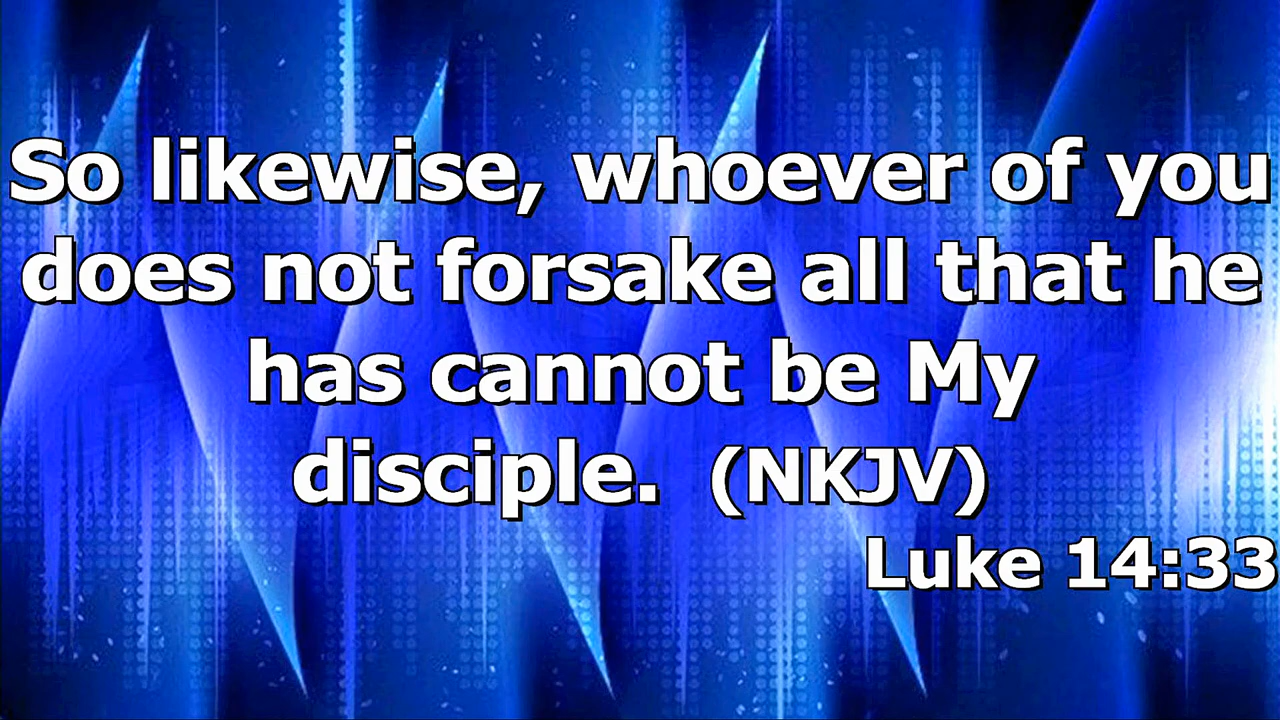 So likewise, whoever of you
does not forsake all that he
has cannot be My
disciple. (NKJV)
Luke 14:33